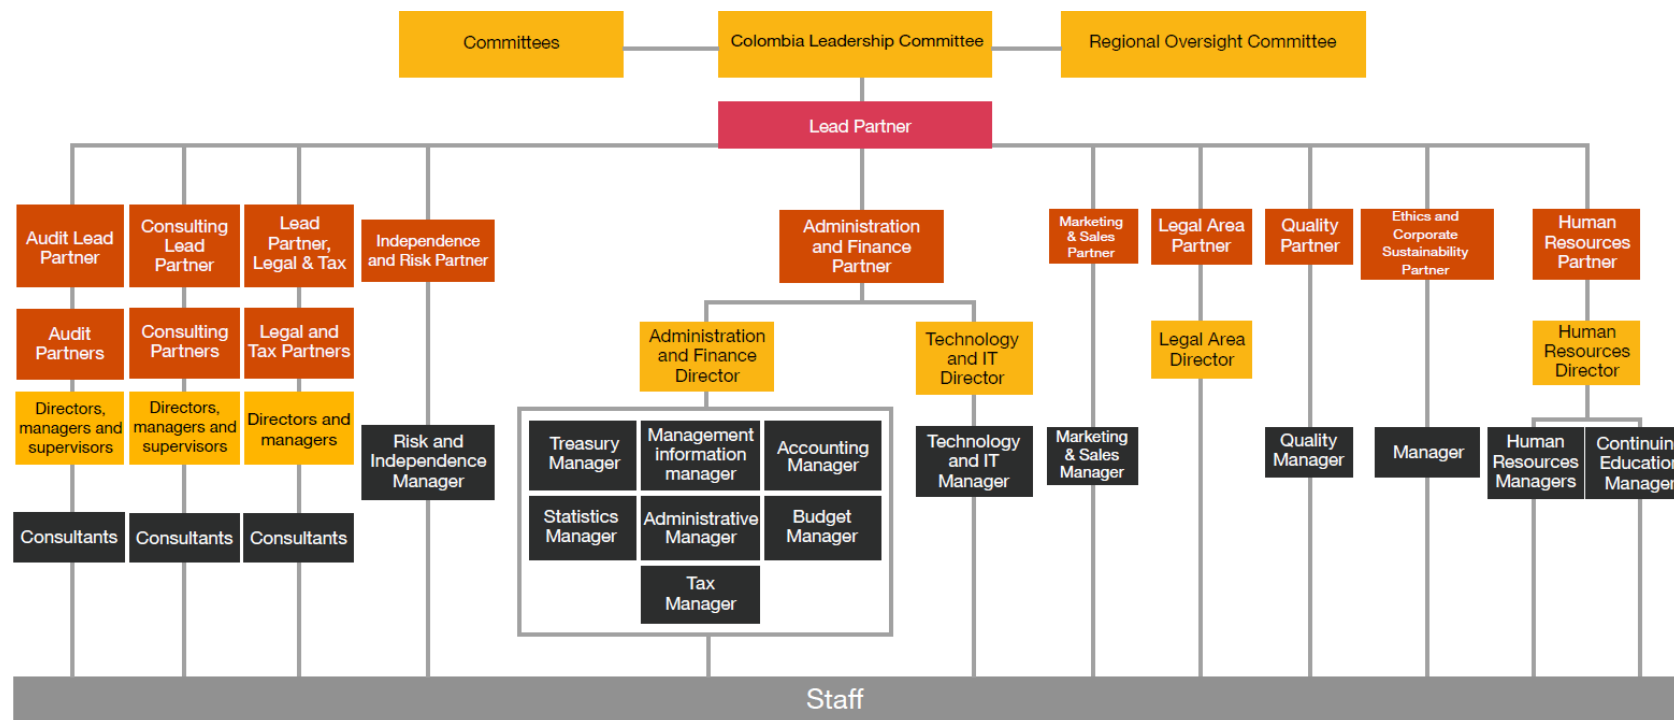 Committees
Colombia Leadership Committee
Regional Oversight Committee
Lead Partner
Audit Lead
Partner
Consulting
Lead
Partner
Lead
Partner,
Legal & Tax
Independence
and Risk Partner
Administration
and Finance
Partner
Marketing
& Sales
Partner
Legal Area
Partner
Quality
Partner
Ethics and
Corporate
Sustainability
Partner
Human
Resources
Partner
Audit
Partners
Consulting
Partners
Legal and
Tax Partners
Administration
and Finance
Director
Technology
and IT
Director
Legal Area
Director
Human
Resources
Director
Directors,
managers and
supervisors
Directors,
managers and
supervisors
Directors and
managers
Risk and
Independence
Manager
Treasury
Manager
Management
information
manager
Accounting
Manager
Technology
and IT
Manager
Marketing
& Sales
Manager
Quality
Manager
Manager
Human
Resources
Managers
Continuin
Education
Manager
Statistics
Manager
Administrative
Manager
Budget
Manager
Tax
Manager
Consultants
Consultants
Consultants
Staff